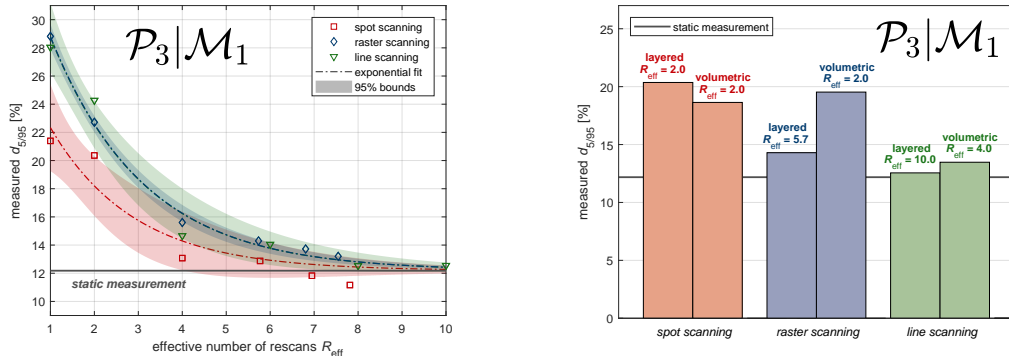 30
28
26
24
22
20
18
16
14
12
10
measured d5/95 [%]
P3|M1
spot scanning
raster scanning
line scanning
exponential fit
95% bounds
static measurement
1 2 3 4 5 6 7 8 9 10
effective number of rescans Reff
25
20
15
10
5
0
measured d5/95 [%]
static measurement
P3|M1
layered
Reff = 2.0
volumetric
Reff = 2.0
layered
Reff = 5.7
volumetric
Reff = 2.0
layered
Reff = 10.0
volumetric
Reff = 4.0
spot scanning raster scanning line scanning